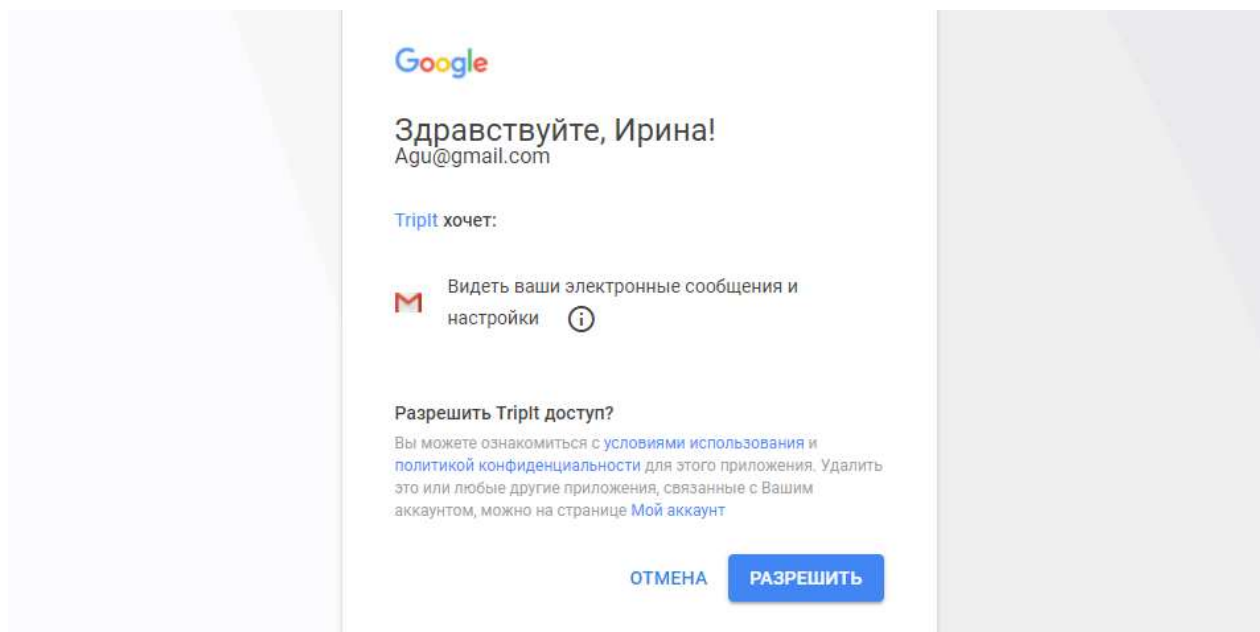 Google
Здравствуйте, Ирина!
Agu@gmail.com
TripIt хочет:
Видеть ваши электронные сообщения и
настройки
Разрешить TripIt доступ?
Вы можете ознакомиться с условиями использования и
политикой конфиденциальности для этого приложения. Удалить
это или любые другие приложения, связанные с Вашим
аккаунтом, можно на странице Мой аккаунт
ОТМЕНА РАЗРЕШИТЬ